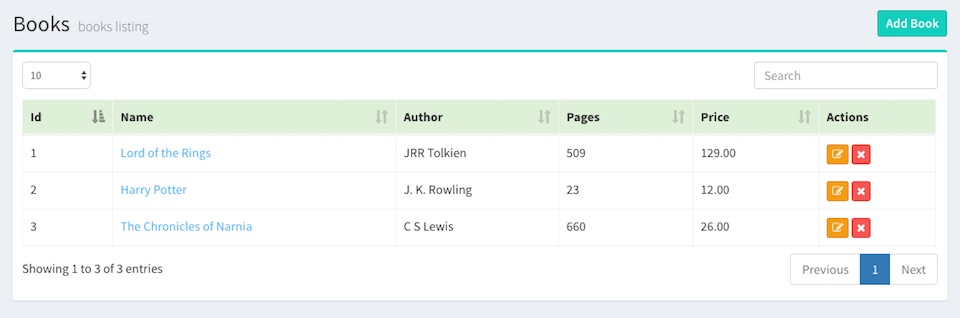 Books books listing Add Book
10 Search
Id Name Author Pages Price Actions
1 Lord of the Rings JRR Tolkien 509 129.00
2 Harry Potter J. K. Rowling 23 12.00
3 The Chronicles of Narnia C S Lewis 660 26.00
Showing 1 to 3 of 3 entries Previous 1 Next